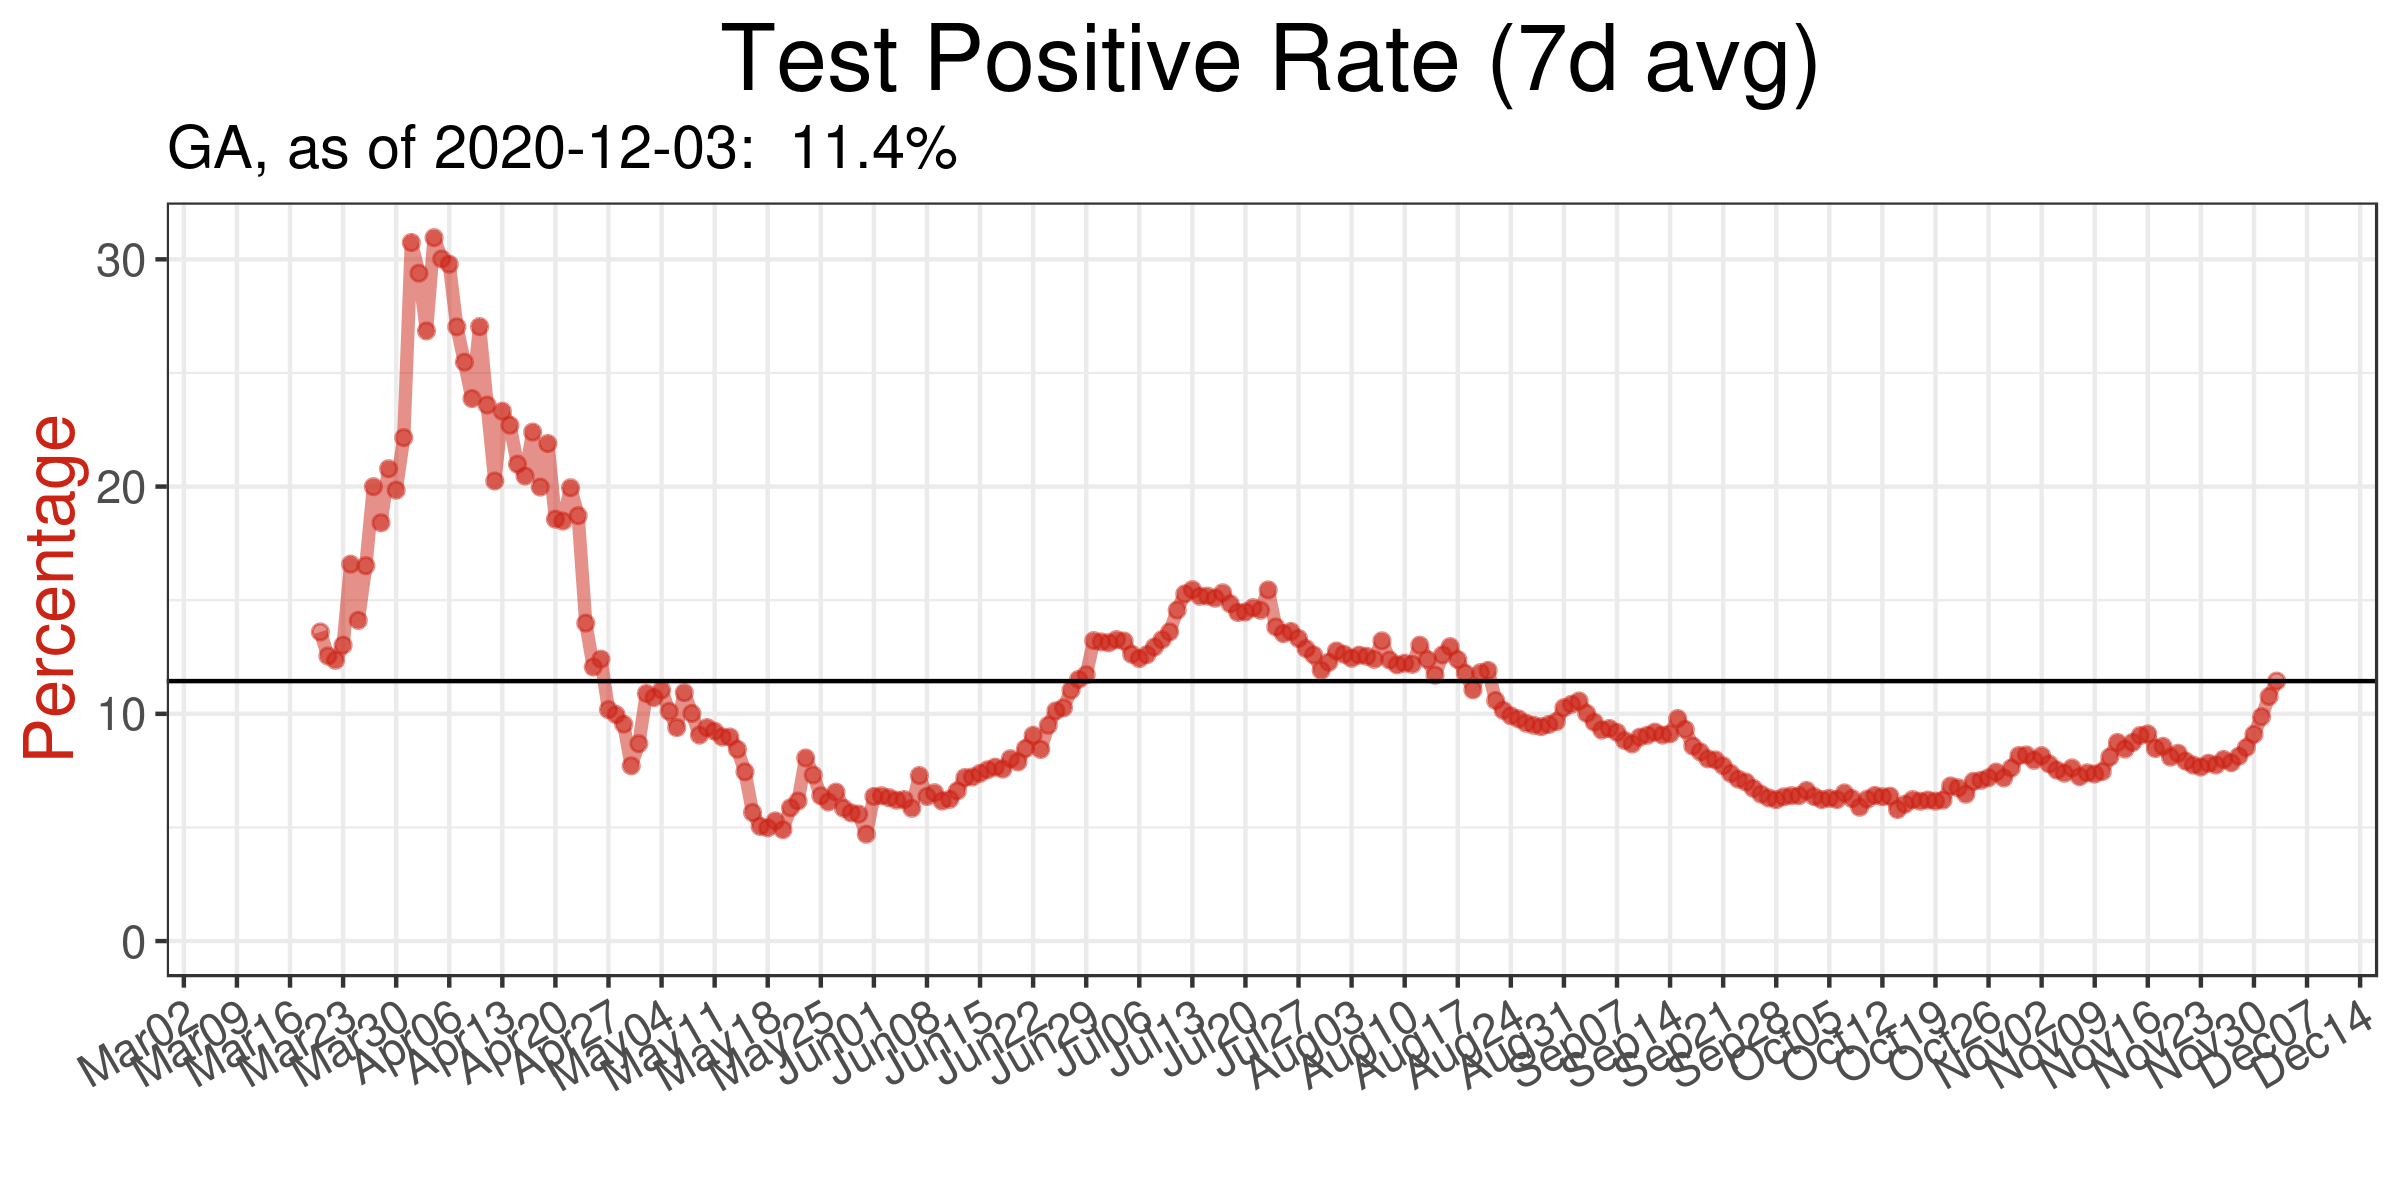 Test Positive Rate (7d avg)
GA, as of 2020-12-03:  11.4%
Percentage
30
20
10
0
Mar02
Mar09
Mar16
Mar23
Mar30
Apr06
Apr13
Apr20
Apr27
May04
May11
May18
May25
Jun01
Jun08
Jun15
Jun22
Jun29
Jul06
Jul13
Jul20
Jul27
Aug03
Aug10
Aug17
Aug24
Aug31
Sep07
Sep14
Sep21
Sep28
Oct05
Oct12
Oct19
Oct26
Nov02
Nov09
Nov16
Nov23
Nov30
Dec07
Dec14